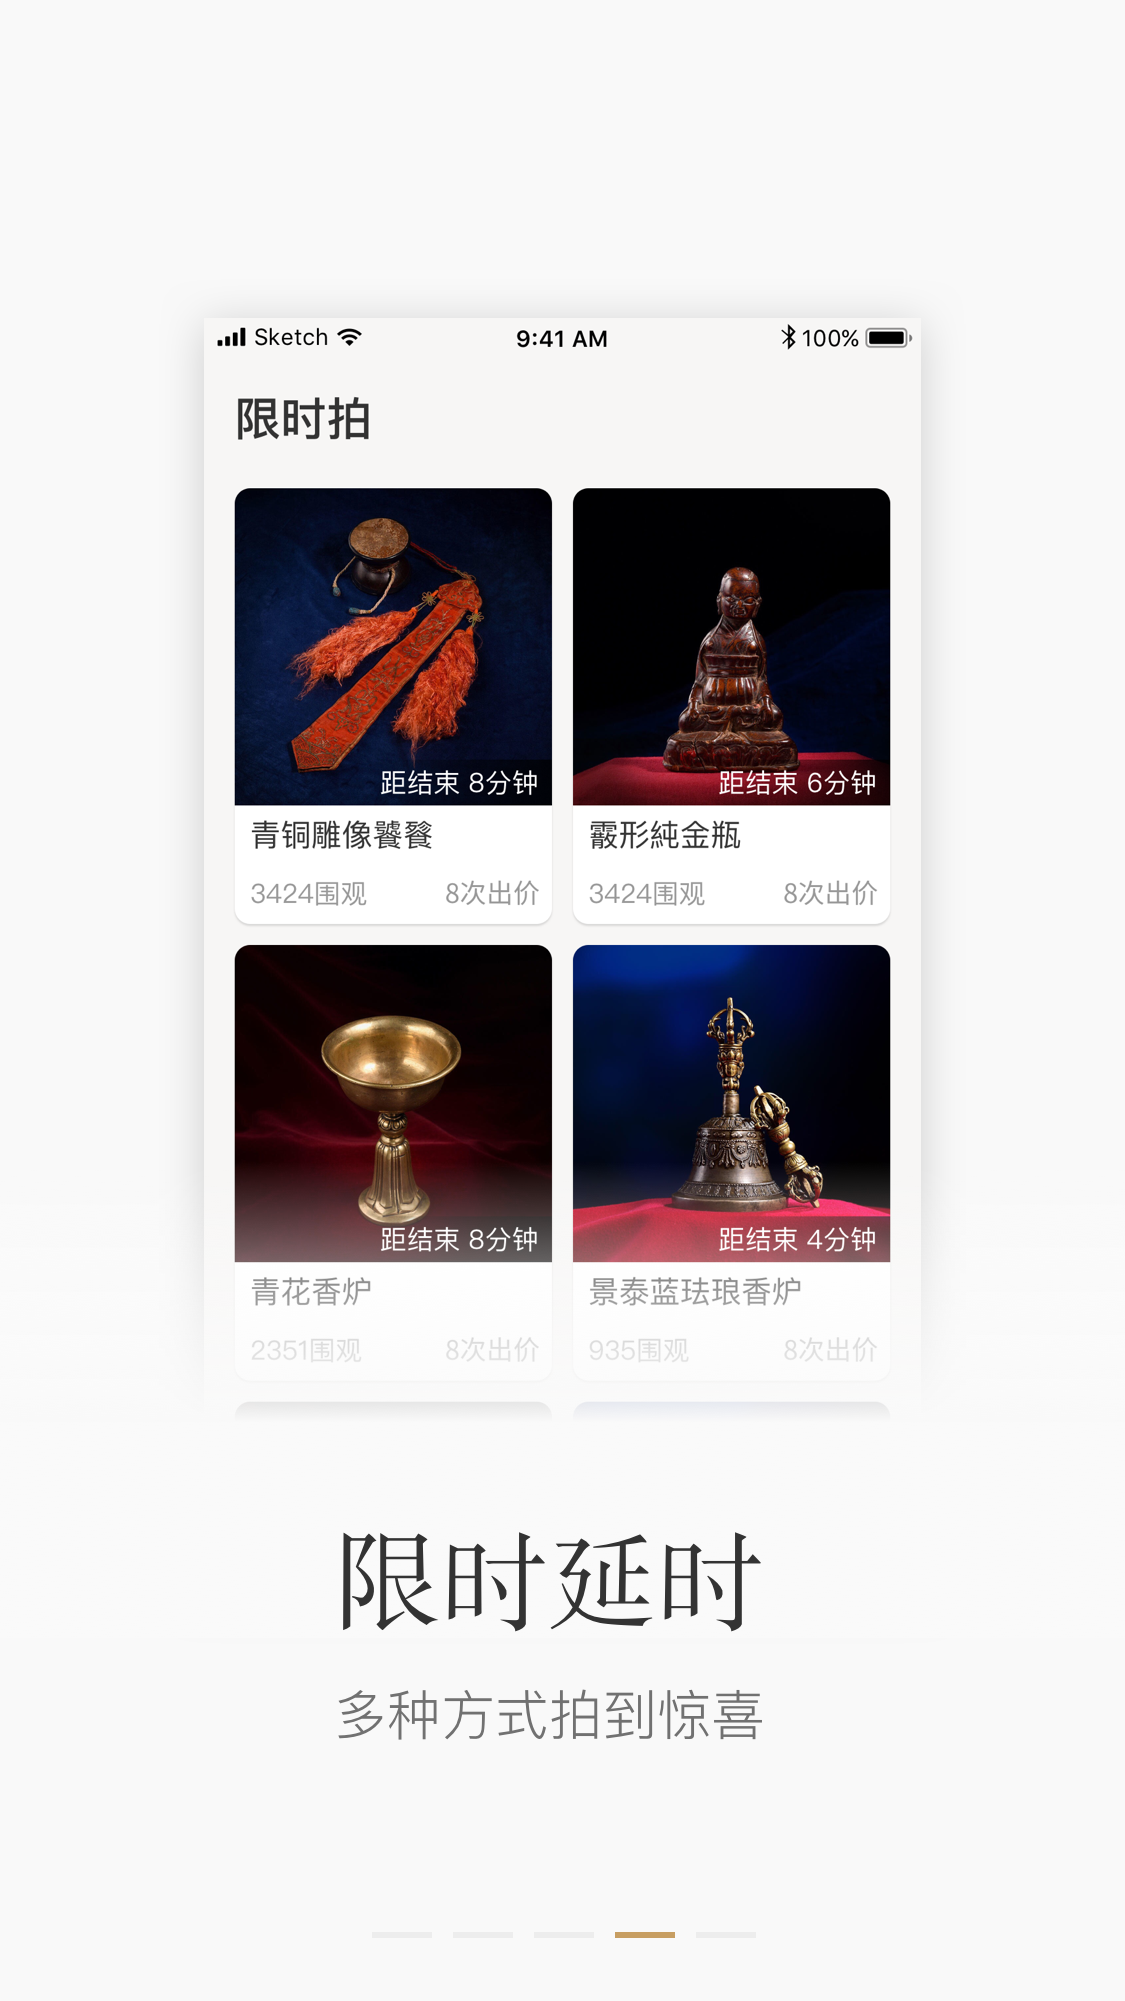 Sketch 9:41 AM 100%
限时拍
距结束 8分钟
距结束 6分钟
青铜雕像饕餮
霰形純金瓶
3424围观 8次出价
3424围观 8次出价
距结束 8分钟
距结束 4分钟
青花香炉
景泰蓝珐琅香炉
2351围观 8次出价
935围观 8次出价
限时延时
多种方式拍到惊喜